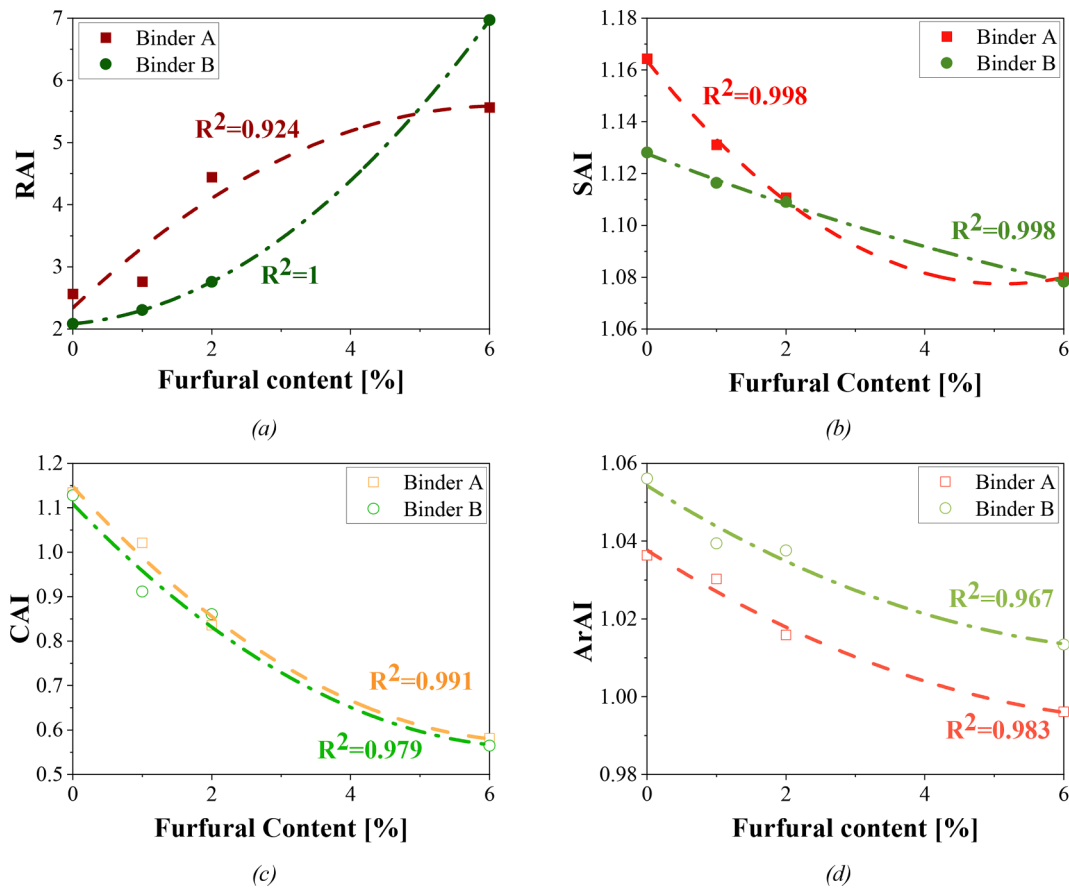 7
6
5
4
3
2
RAI
Binder A
Binder B
R²=0.924
R²=1
0
2
4
6
Furfural content [%]
(a)
1.18
1.16
1.14
1.12
1.10
1.08
1.06
SAI
Binder A
Binder B
R²=0.998
R²=0.998
0
2
4
6
Furfural Content [%]
(b)
1.2
1.1
1.0
0.9
0.8
0.7
0.6
0.5
CAI
Binder A
Binder B
R²=0.991
R²=0.979
0
2
4
6
Furfural Content [%]
(c)
1.06
1.04
1.02
1.00
0.98
ArAI
Binder A
Binder B
R²=0.967
R²=0.983
0
2
4
6
Furfural content [%]
(d)